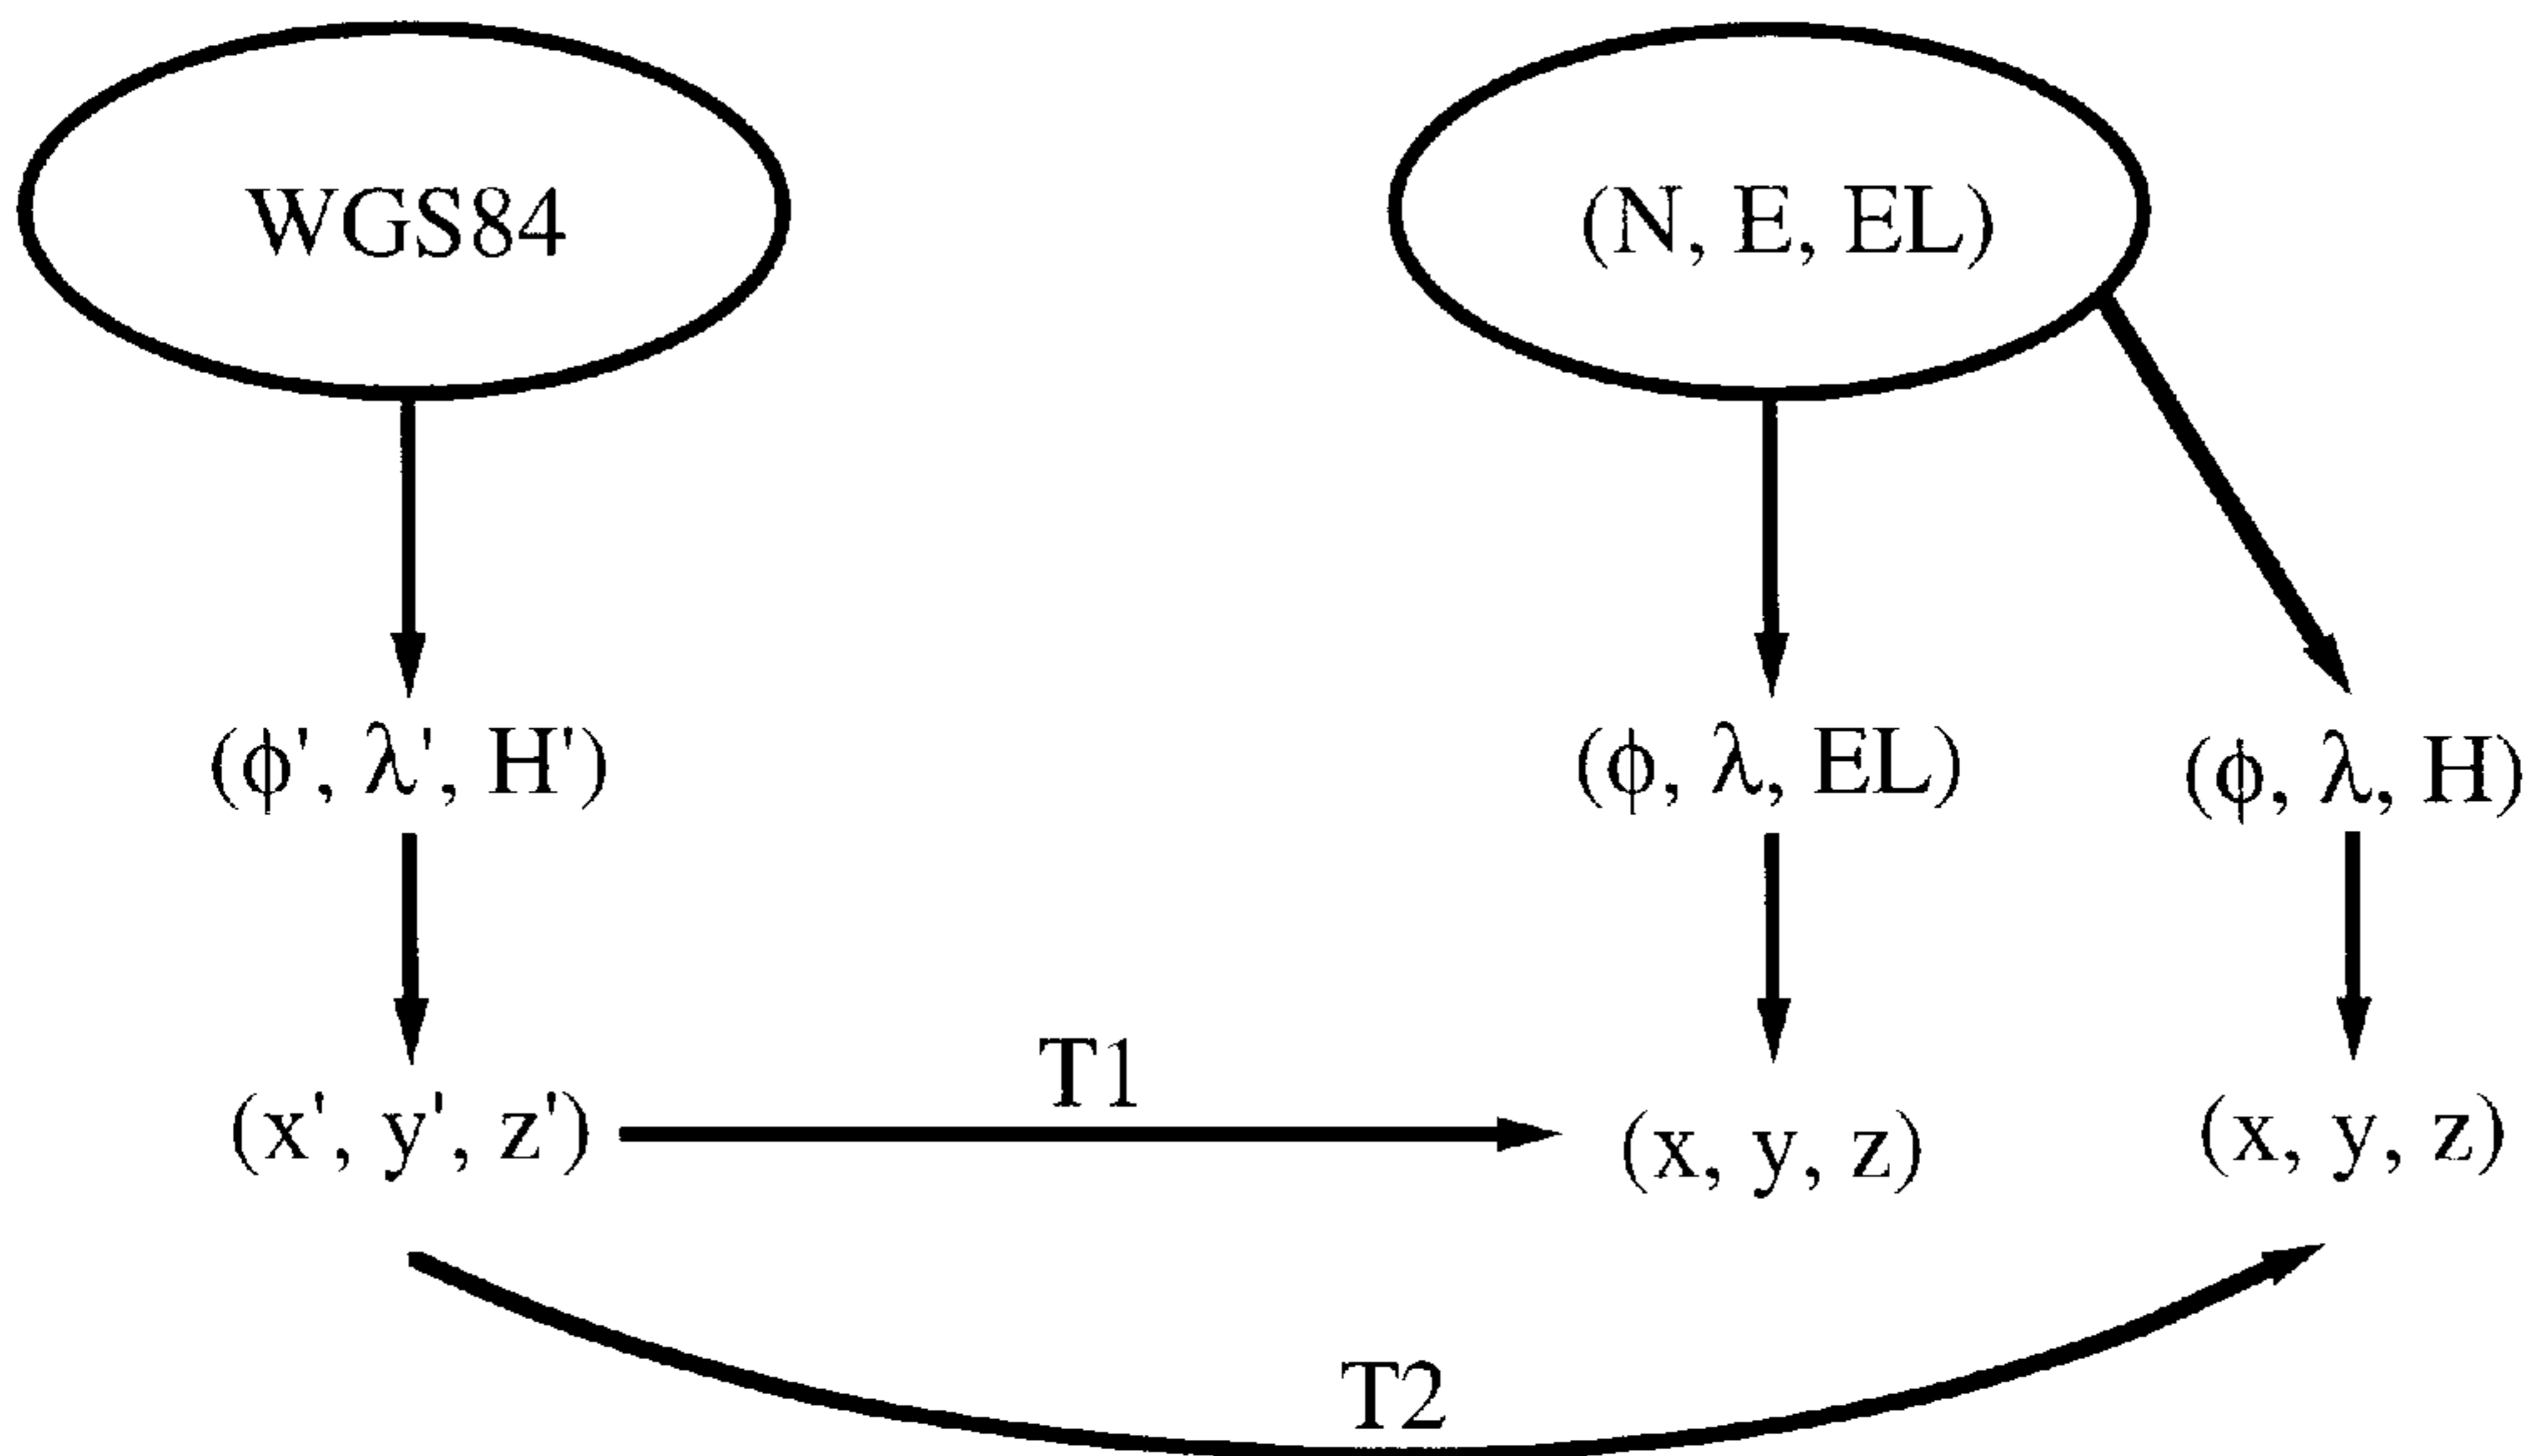 WGS84
(N, E, EL)
(ϕ', λ', H')
(ϕ, λ, EL)
(ϕ, λ, H)
T1
(x', y', z')
(x, y, z)
(x, y, z)
T2